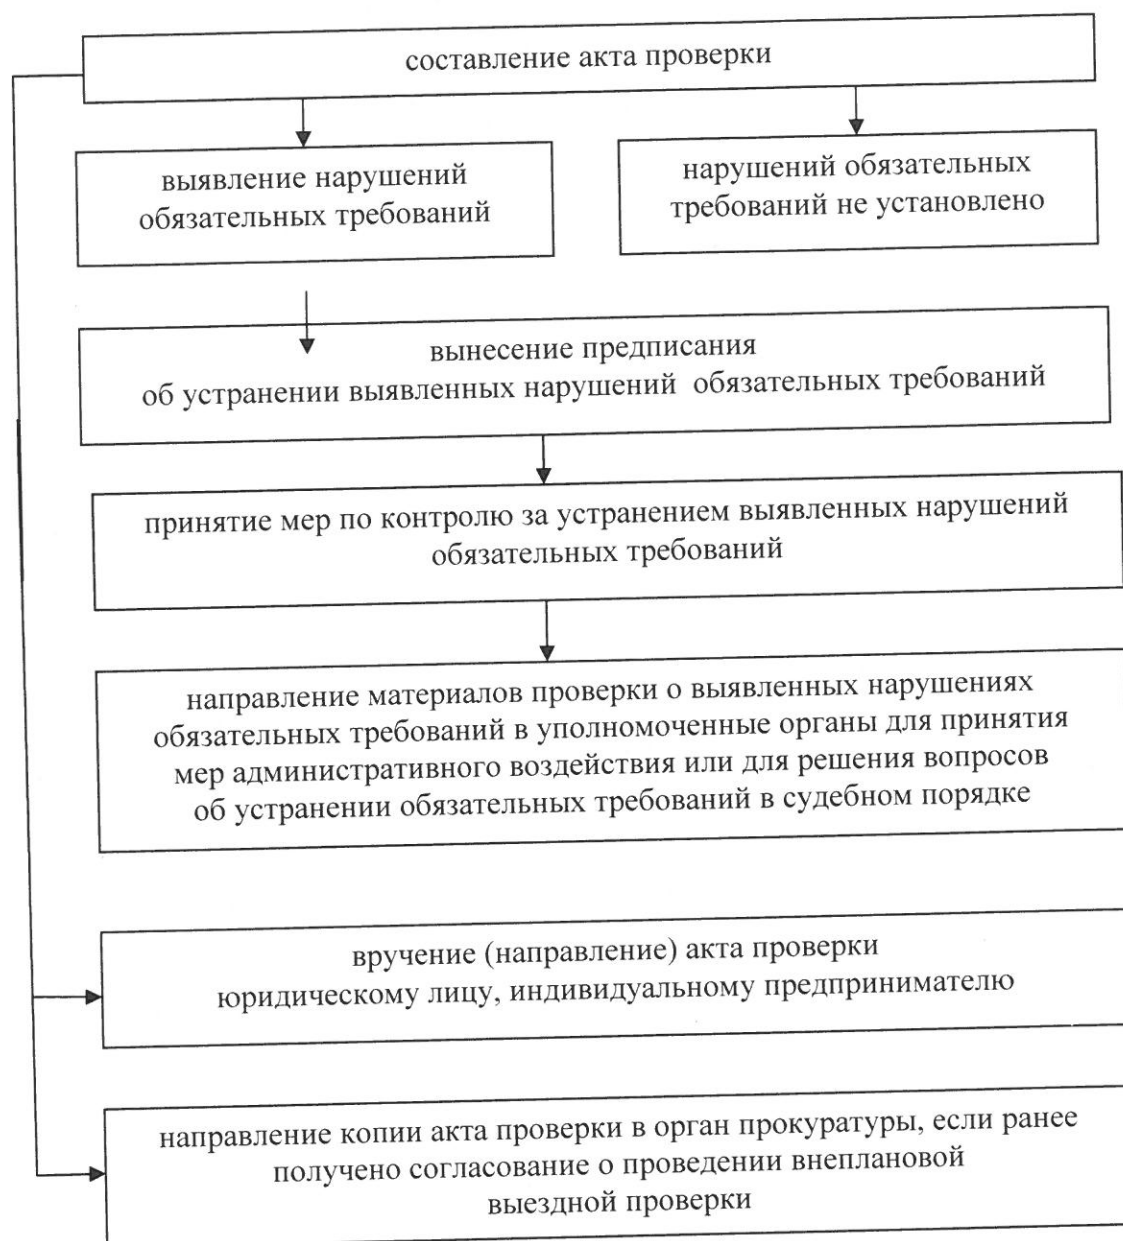 составление акта проверки
выявление нарушений
обязательных требований
нарушений обязательных
требований не установлено
вынесение предписания
об устранении выявленных нарушений обязательных требований
принятие мер по контролю за устранением выявленных нарушений
обязательных требований
направление материалов проверки о выявленных нарушениях
обязательных требований в уполномоченные органы для принятия
мер административного воздействия или для решения вопросов
об устранении обязательных требований в судебном порядке
вручение (направление) акта проверки
юридическому лицу, индивидуальному предпринимателю
направление копии акта проверки в орган прокуратуры, если ранее
получено согласование о проведении внеплановой
выездной проверки